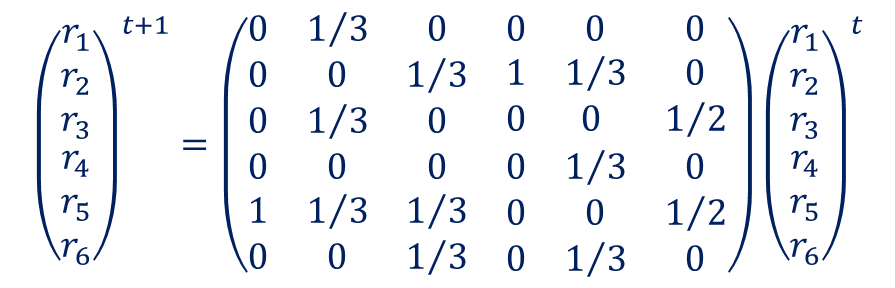 r₁ t+1 0 1/3 0 0 0 0 r₁ t
r₂ 0 0 1/3 1 1/3 0 r₂
r₃ = 0 1/3 0 0 0 1/2 r₃
r₄ 0 0 0 0 1/3 0 r₄
r₅ 1 1/3 1/3 0 0 1/2 r₅
r₆ 0 0 1/3 0 1/3 0 r₆